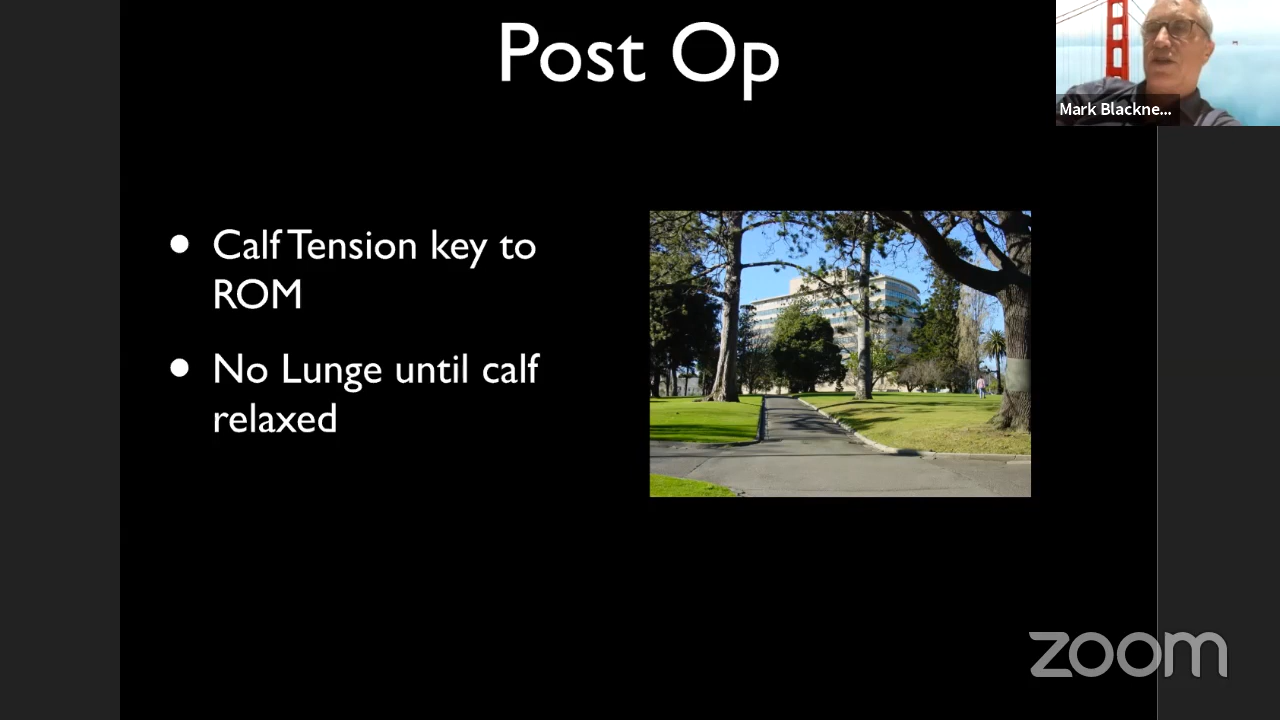 Post Op
Mark Blackne...
Calf Tension key to
ROM
No Lunge until calf
relaxed
zoom